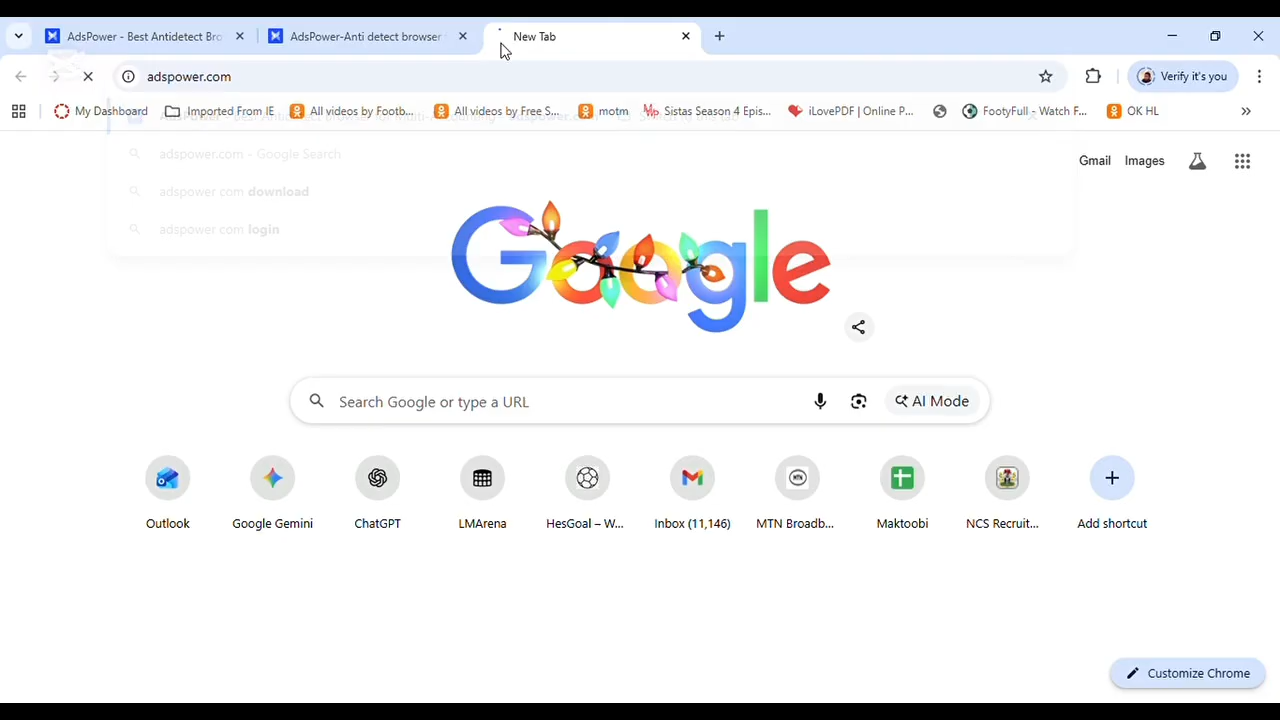 AdsPower - Best Antidetect Bro
AdsPower-Anti detect browser
New Tab
adspower.com
Verify it's you
My Dashboard
Imported From IE
All videos by Footb...
All videos by Free S...
motm
Sistas Season 4 Epis...
iLovePDF | Online P...
FootyFull - Watch F...
OK HL
adspower.com - Google Search
adspower com download
adspower com login
Gmail
Images
Google
Search Google or type a URL
AI Mode
Outlook
Google Gemini
ChatGPT
LMArena
HesGoal – W...
Inbox (11,146)
MTN Broadb...
Maktoobi
NCS Recruit...
Add shortcut
Customize Chrome